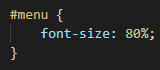 #menu {
    font-size: 80%;
}